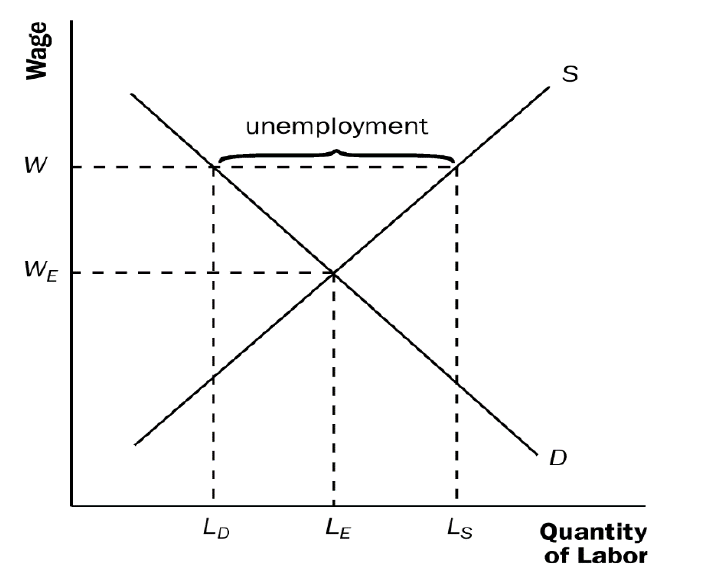 Wage
S
unemployment
W
W_E
D
L_D
L_E
L_S
Quantity
of Labor